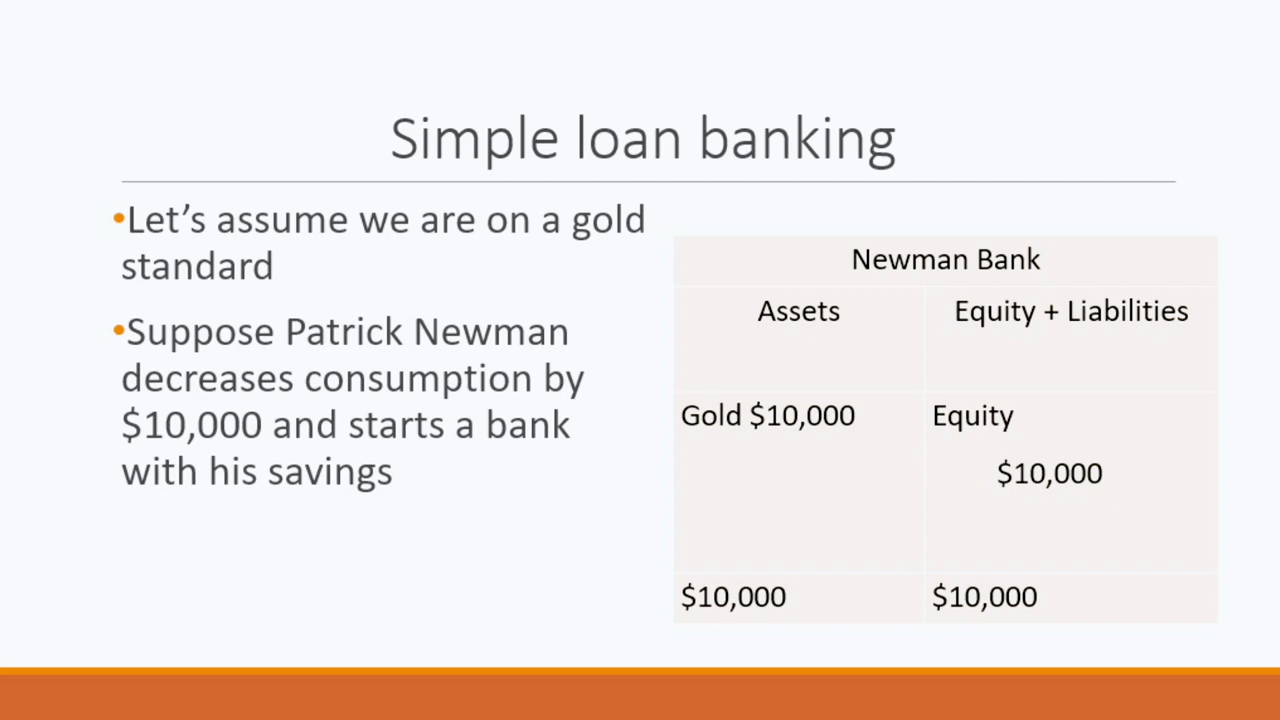 Simple loan banking
•Let’s assume we are on a gold
standard
•Suppose Patrick Newman
decreases consumption by
$10,000 and starts a bank
with his savings
Newman Bank
Assets Equity + Liabilities
Gold $10,000 Equity
$10,000
$10,000 $10,000